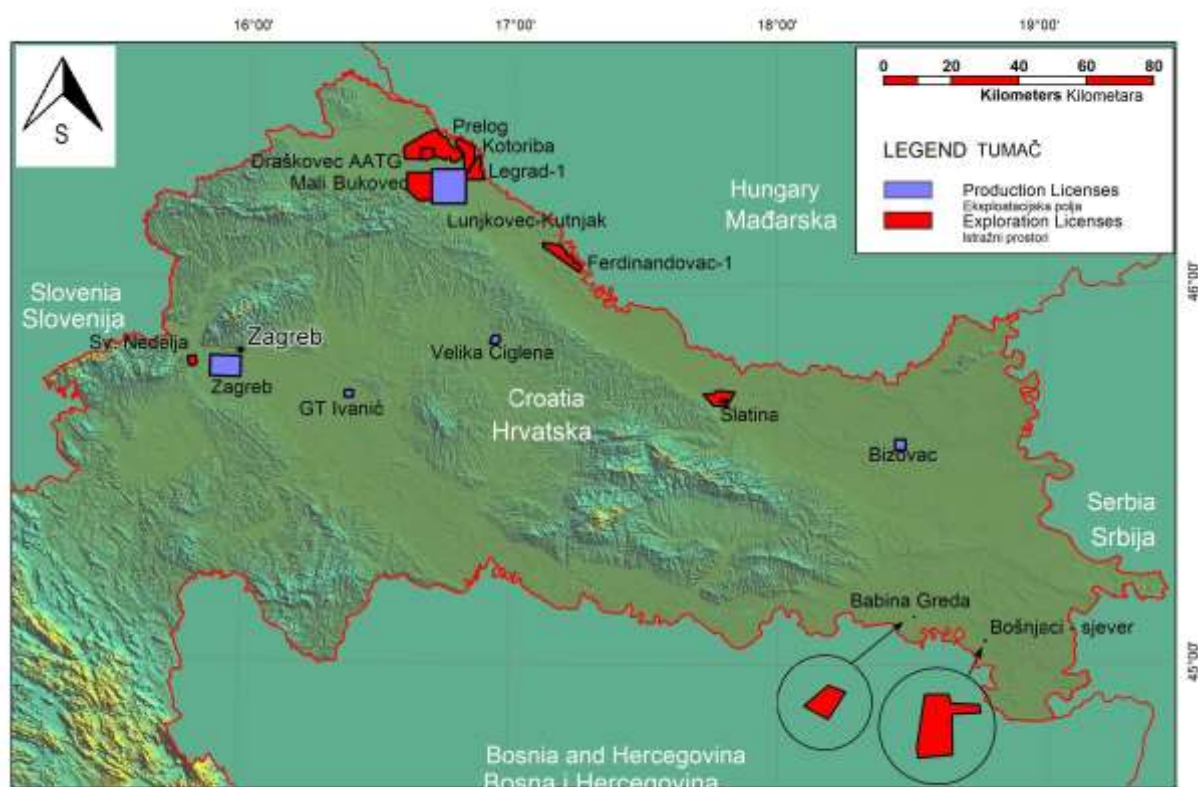 16°00'
17°00'
18°00'
19°00'
S
0 20 40 60 80
Kilometers Kilometara
LEGEND TUMAČ
Production Licenses
Eksploatacijska polja
Exploration Licenses
Istražni prostori
Prelog
Kotoriba
Draškovec AATG
Legrad-1
Mali Bukovec
Lunjkovec-Kutnjak
Hungary
Mađarska
Ferdinandovac-1
46°00'
Slovenia
Slovenija
Zagreb
Sv. Nedelja
Velika Ciglena
Zagreb
GT Ivanić
Croatia
Hrvatska
Slatina
Bizovac
Serbia
Srbija
Babina Greda
Bošnjaci - sjever
45°00'
Bosnia and Hercegovina
Bosna i Hercegovina